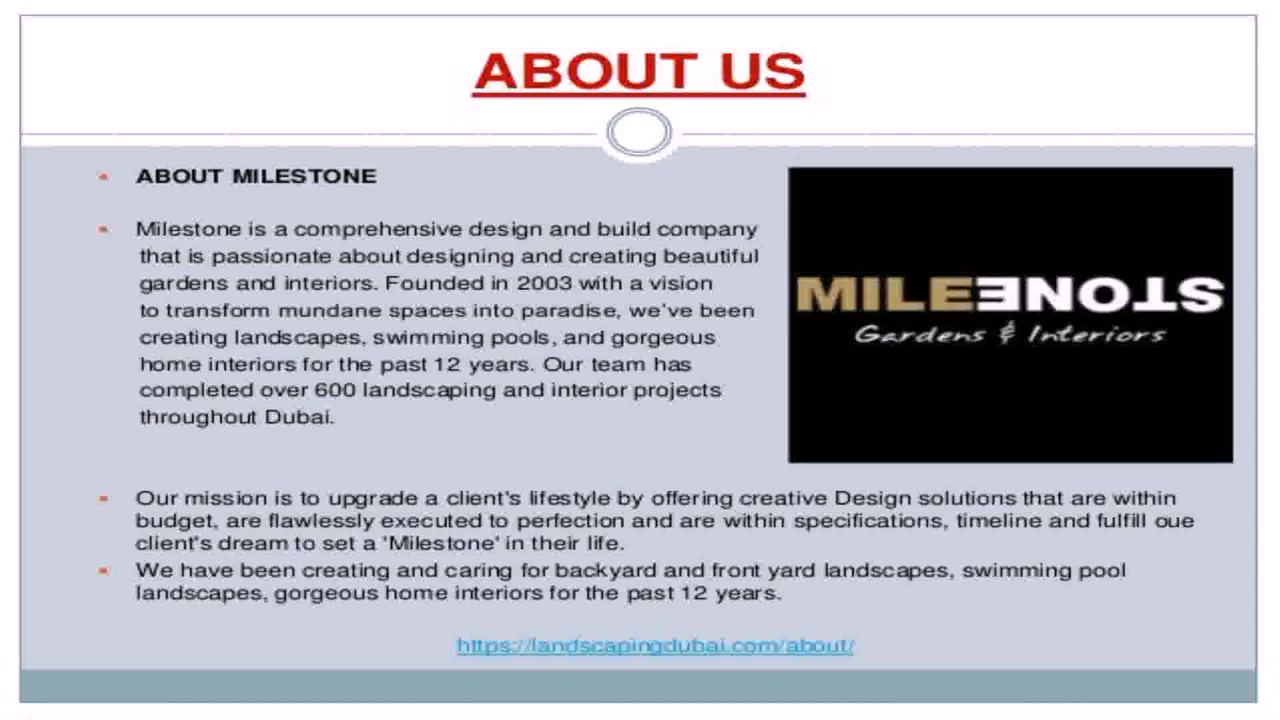 ABOUT US
ABOUT MILESTONE
Milestone is a comprehensive design and build company
that is passionate about designing and creating beautiful
gardens and interiors. Founded in 2003 with a vision
to transform mundane spaces into paradise, we've been
creating landscapes, swimming pools, and gorgeous
home interiors for the past 12 years. Our team has
completed over 600 landscaping and interior projects
throughout Dubai.
MILESTONE
Gardens & Interiors
Our mission is to upgrade a client's lifestyle by offering creative Design solutions that are within
budget, are flawlessly executed to perfection and are within specifications, timeline and fulfill oue
client's dream to set a 'Milestone' in their life.
We have been creating and caring for backyard and front yard landscapes, swimming pool
landscapes, gorgeous home interiors for the past 12 years.
https://landscapingdubai.com/about/